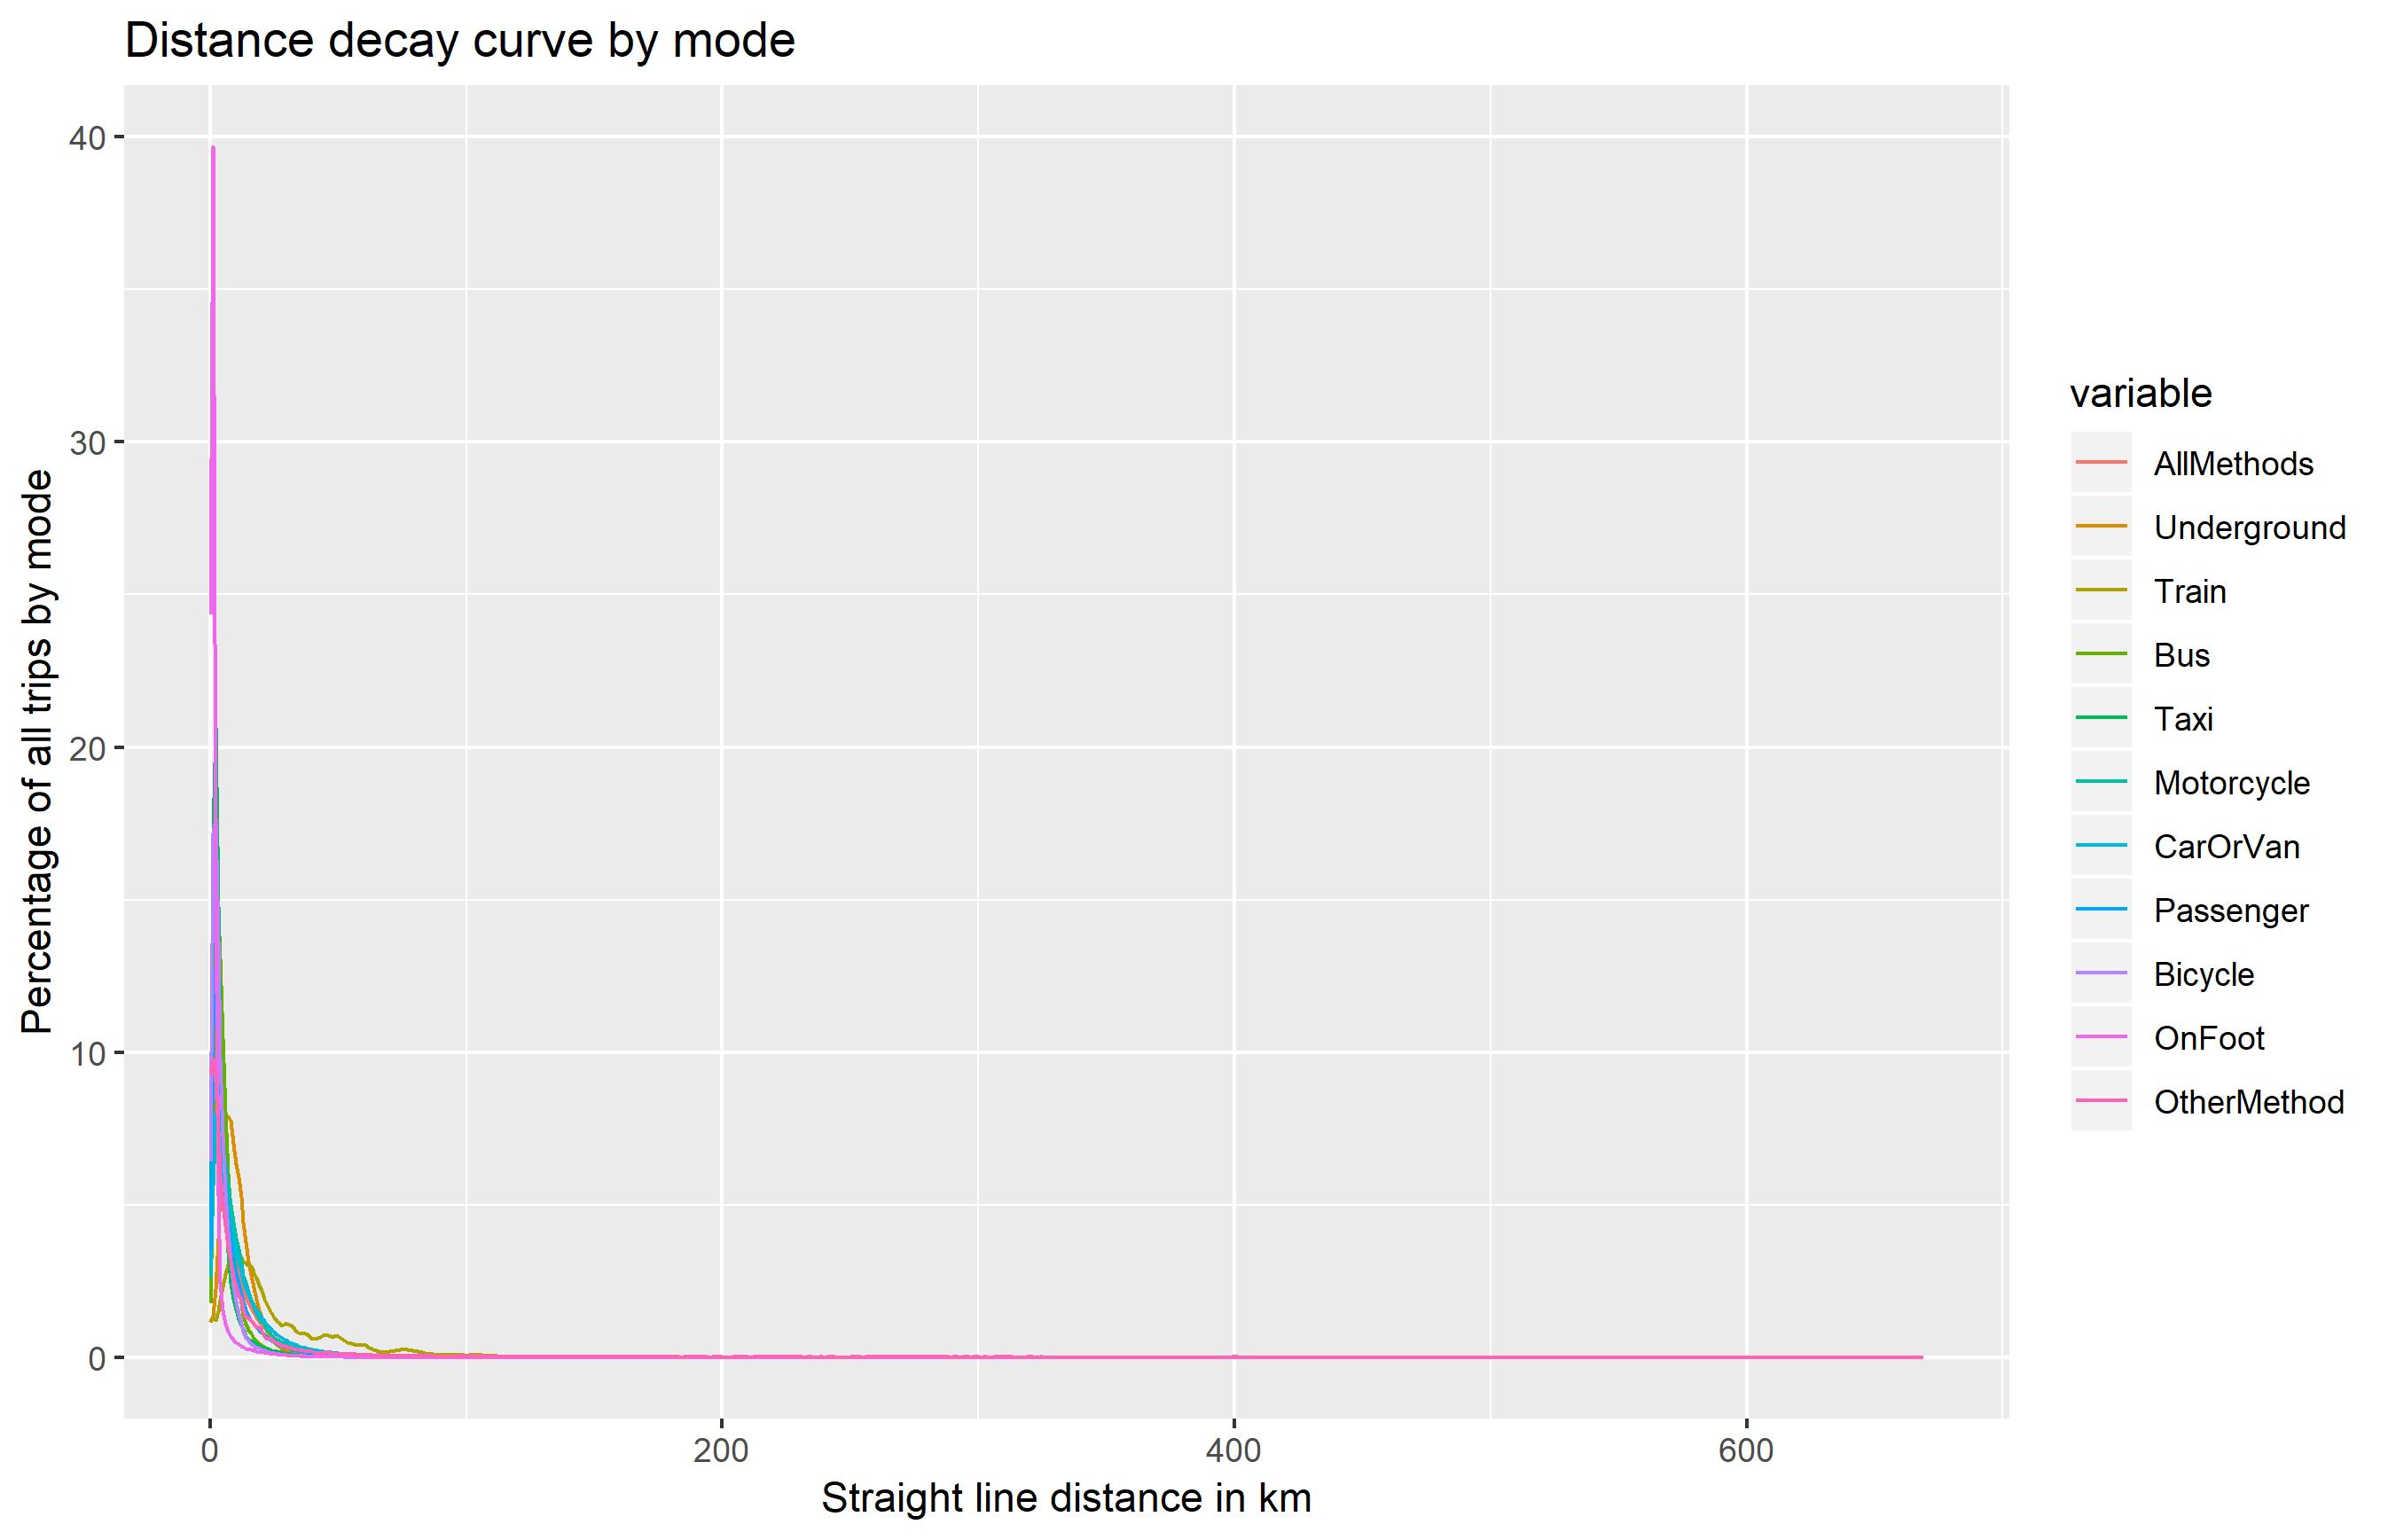 Distance decay curve by mode
Percentage of all trips by mode
40
30
20
10
0
0 200 400 600
Straight line distance in km
variable
AllMethods
Underground
Train
Bus
Taxi
Motorcycle
CarOrVan
Passenger
Bicycle
OnFoot
OtherMethod